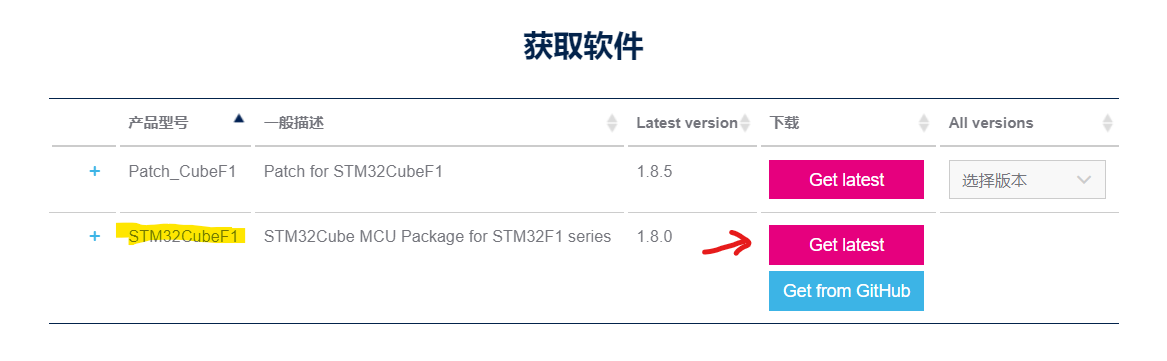 获取软件
产品型号 一般描述 Latest version 下载 All versions
+ Patch_CubeF1 Patch for STM32CubeF1 1.8.5 Get latest 选择版本
+ STM32CubeF1 STM32Cube MCU Package for STM32F1 series 1.8.0 Get latest
Get from GitHub